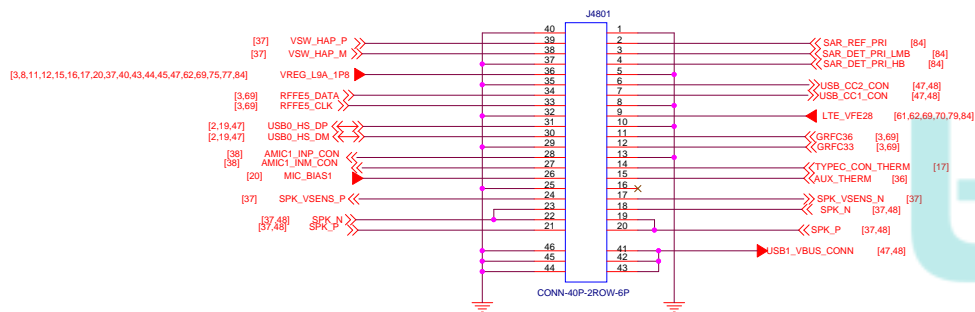 J4801
40 1
[37] VSW_HAP_P 39 2 SAR_REF_PRI [84]
[37] VSW_HAP_M 38 3 SAR_DET_PRI_LMB [84]
37 4 SAR_DET_PRI_HB [84]
[3,8,11,12,15,16,17,20,37,40,43,44,45,47,62,69,75,77,84] VREG_L9A_1P8 36 5
35 6 USB_CC2_CON [47,48]
[3,69] RFFE5_DATA 34 7 USB_CC1_CON [47,48]
[3,69] RFFE5_CLK 33 8
32 9 LTE_VFE28 [61,62,69,70,79,84]
[2,19,47] USB0_HS_DP 31 10
[2,19,47] USB0_HS_DM 30 11 GRFC36 [3,69]
29 12 GRFC33 [3,69]
[38] AMIC1_INP_CON 28 13
[38] AMIC1_INM_CON 27 14 TYPEC_CON_THERM [17]
[20] MIC_BIAS1 26 15 AUX_THERM [36]
25 16
[37] SPK_VSENS_P 24 17 SPK_VSENS_N [37]
23 18 SPK_N [37,48]
[37,48] SPK_N 22 19
[37,48] SPK_P 21 20 SPK_P [37,48]
46 41 USB1_VBUS_CONN [47,48]
45 42
44 43
CONN-40P-2ROW-6P